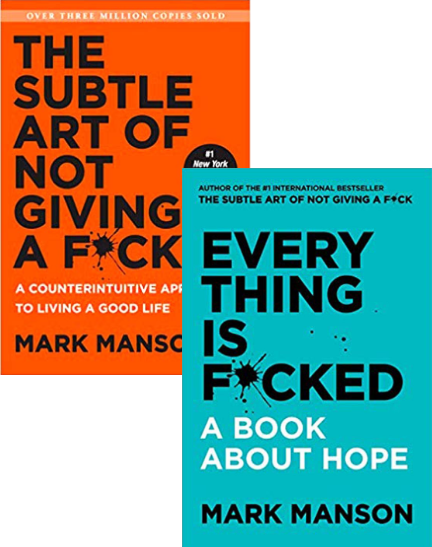 OVER THREE MILLION COPIES SOLD
THE
SUBTLE
ART OF
NOT
GIVING
A F*CK
A COUNTERINTUITIVE
TO LIVING A GOOD LIFE
MARK
#1
New York
AUTHOR OF THE #1 INTERNATIONAL BESTSELLER
THE SUBTLE ART OF NOT GIVING A F*CK
EVERY
THING
IS
F*CKED
A BOOK
ABOUT HOPE
MARK MANSON